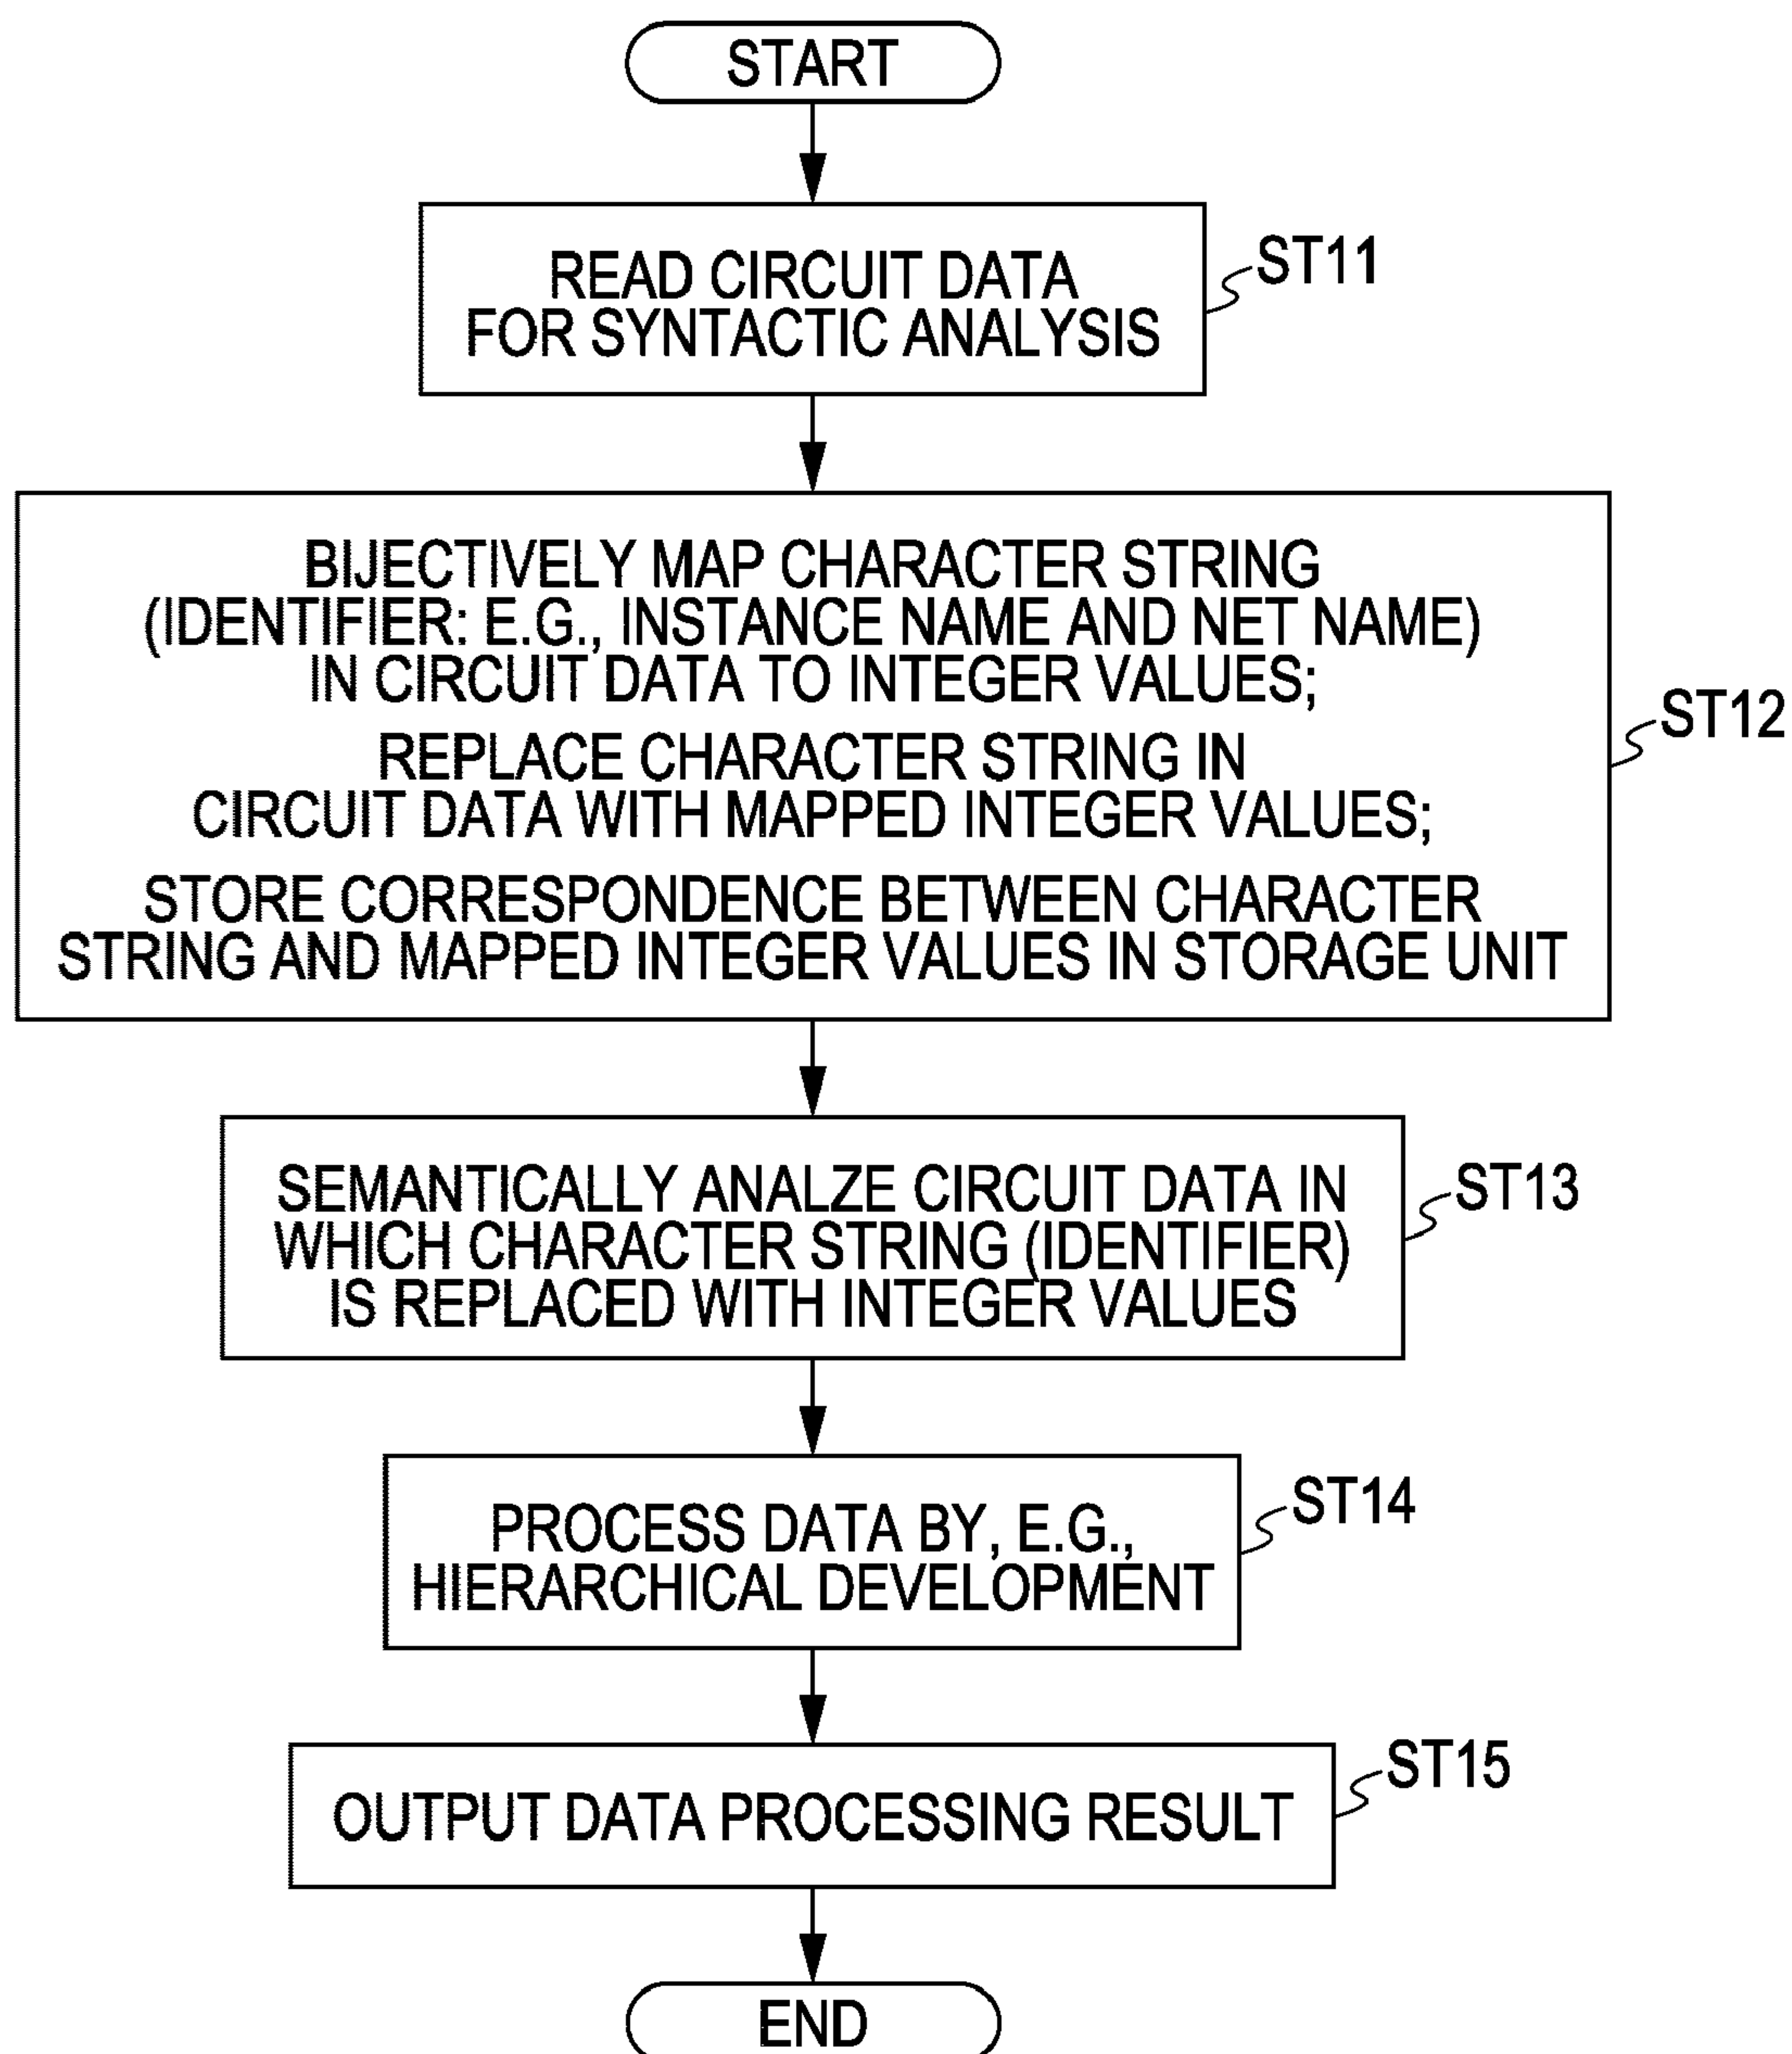 START
READ CIRCUIT DATA
FOR SYNTACTIC ANALYSIS
ST11
BIJECTIVELY MAP CHARACTER STRING
(IDENTIFIER: E.G., INSTANCE NAME AND NET NAME)
IN CIRCUIT DATA TO INTEGER VALUES;
REPLACE CHARACTER STRING IN
CIRCUIT DATA WITH MAPPED INTEGER VALUES;
STORE CORRESPONDENCE BETWEEN CHARACTER
STRING AND MAPPED INTEGER VALUES IN STORAGE UNIT
ST12
SEMANTICALLY ANALZE CIRCUIT DATA IN
WHICH CHARACTER STRING (IDENTIFIER)
IS REPLACED WITH INTEGER VALUES
ST13
PROCESS DATA BY, E.G.,
HIERARCHICAL DEVELOPMENT
ST14
OUTPUT DATA PROCESSING RESULT
ST15
END